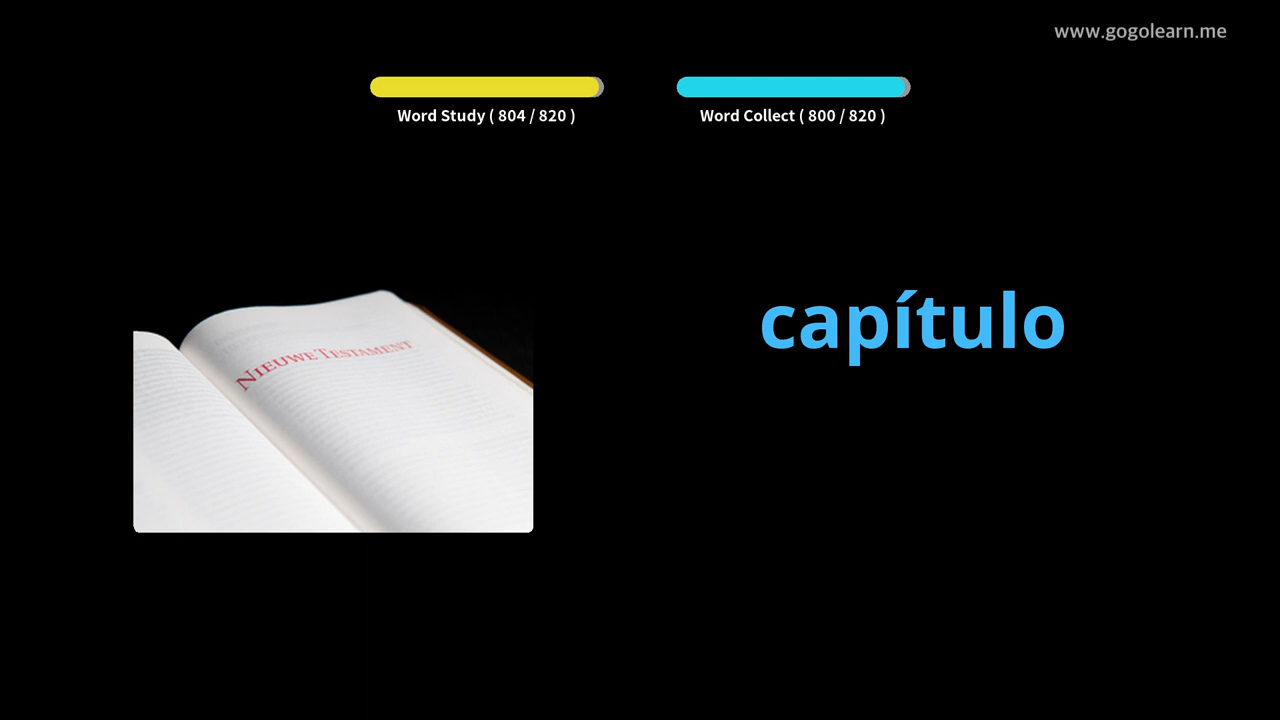 www.gogolearn.me
Word Study ( 804 / 820 )
Word Collect ( 800 / 820 )
capítulo
NIEUWE TESTAMENT